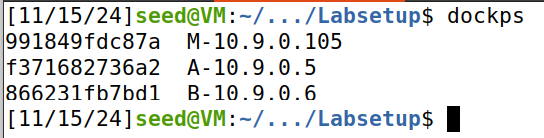 [11/15/24]seed@VM:~/.../Labsetup$ dockps
991849fdc87a  M-10.9.0.105
f371682736a2  A-10.9.0.5
866231fb7bd1  B-10.9.0.6
[11/15/24]seed@VM:~/.../Labsetup$